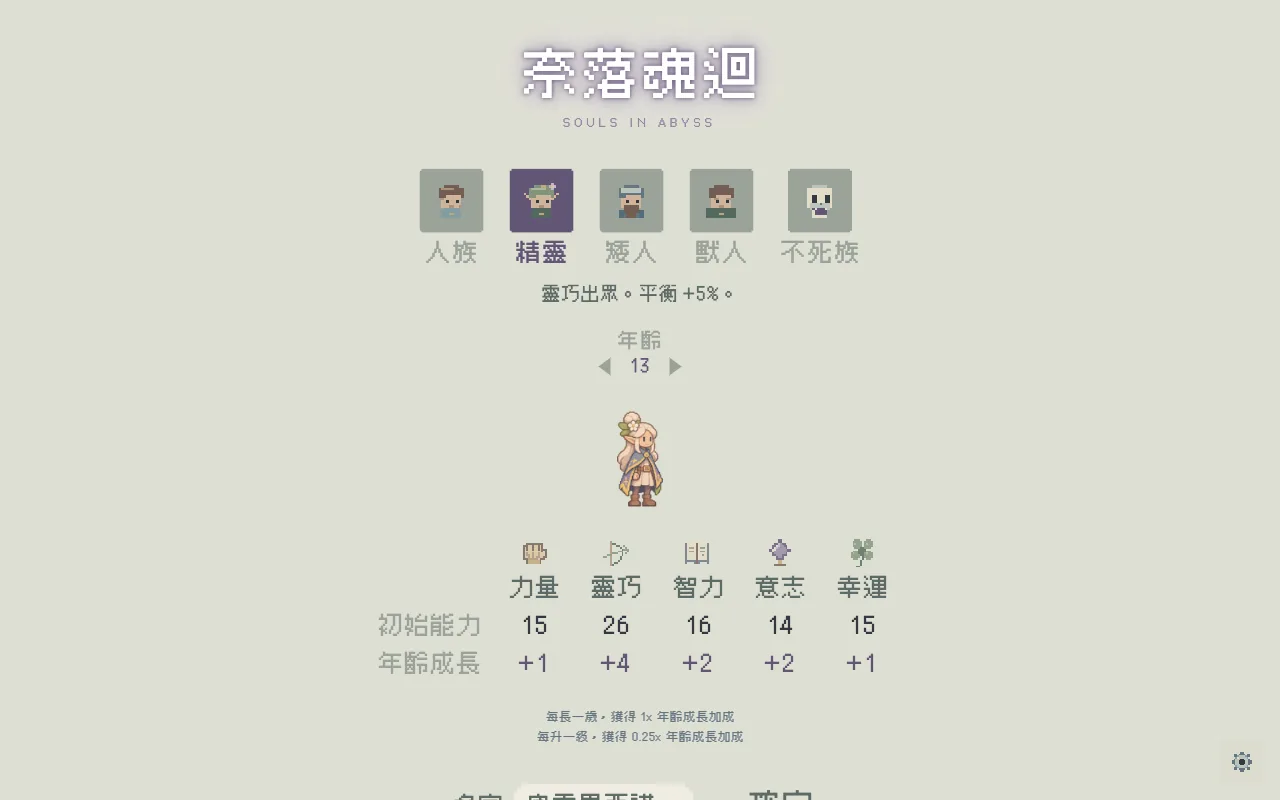 奈落魂迴
SOULS IN ABYSS
人族 精靈 矮人 獸人 不死族
靈巧出眾。平衡 +5%。
年齡
13
力量 靈巧 智力 意志 幸運
初始能力 15 26 16 14 15
年齡成長 +1 +4 +2 +2 +1
每長一歲，獲得 1x 年齡成長加成
每升一級，獲得 0.25x 年齡成長加成